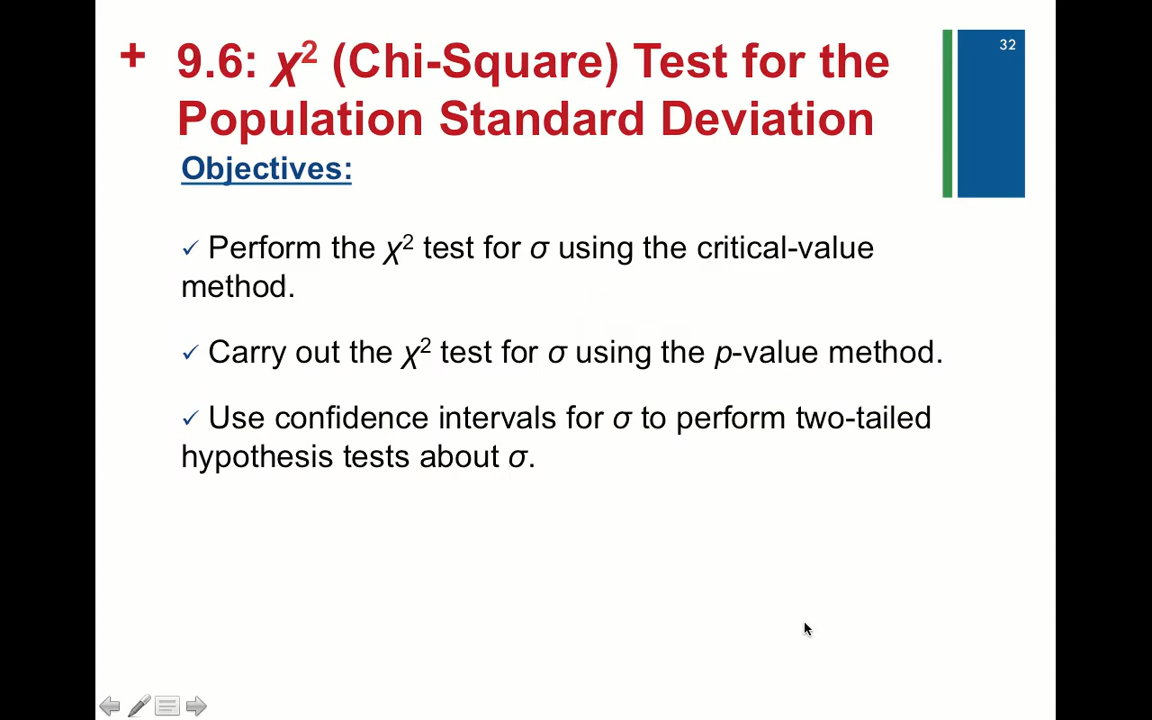 32
+ 9.6: χ² (Chi-Square) Test for the
Population Standard Deviation
Objectives:
✓ Perform the χ² test for σ using the critical-value
method.
✓ Carry out the χ² test for σ using the p-value method.
✓ Use confidence intervals for σ to perform two-tailed
hypothesis tests about σ.